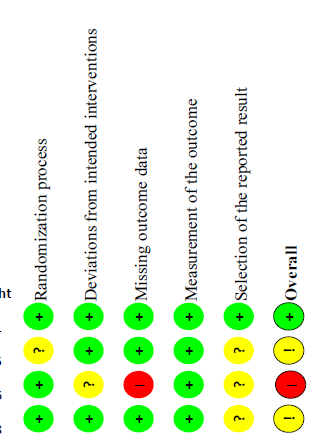 Randomization process
Deviations from intended interventions
Missing outcome data
Measurement of the outcome
Selection of the reported result
Overall
ht
+ + + + + +
? + + + ? !
+ ? ? !
+ + + + ? !